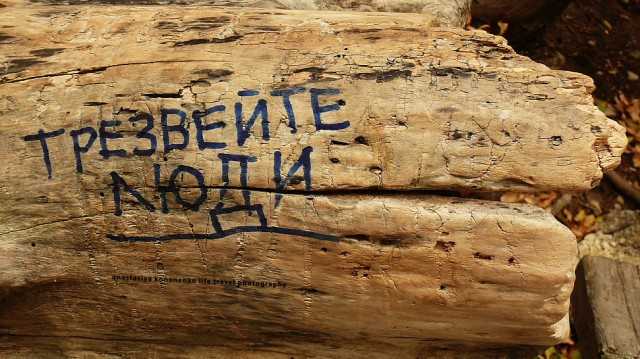 ТРЕЗВЕЙТЕ
ЛЮДИ
anastasiya kononenko life travel photography